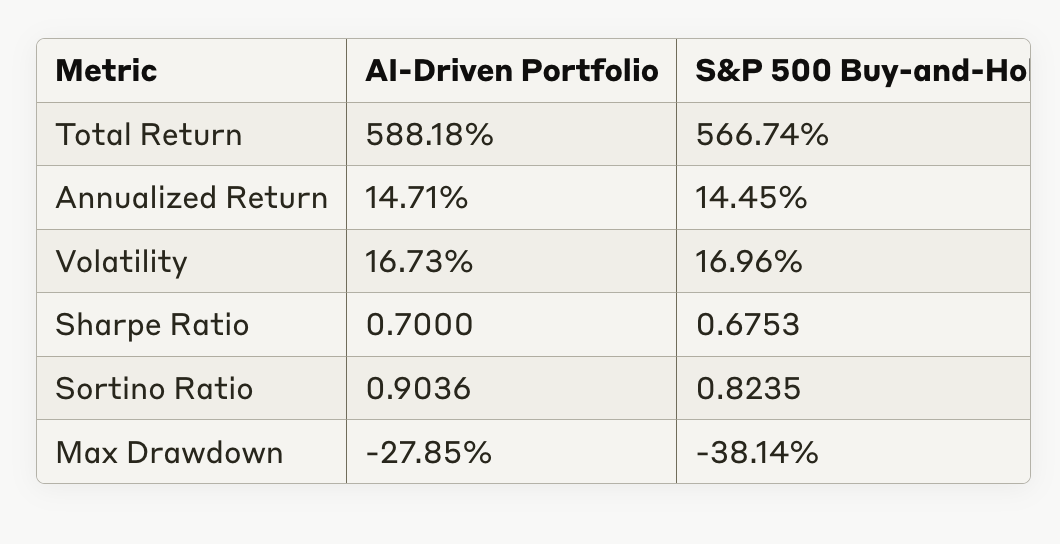 Metric AI-Driven Portfolio S&P 500 Buy-and-Ho
Total Return 588.18% 566.74%
Annualized Return 14.71% 14.45%
Volatility 16.73% 16.96%
Sharpe Ratio 0.7000 0.6753
Sortino Ratio 0.9036 0.8235
Max Drawdown -27.85% -38.14%